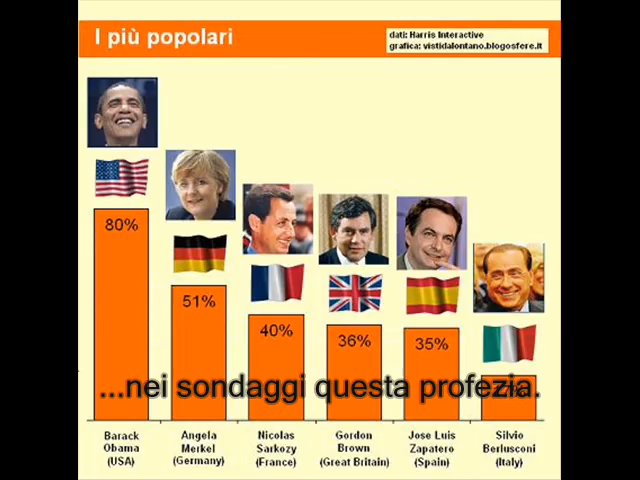 I più popolari
dati: Harris Interactive
grafica: vistidalontano.blogosfere.it
80%
51%
40%
36%
35%
...nei sondaggi questa profezia.
Barack
Obama
(USA)
Angela
Merkel
(Germany)
Nicolas
Sarkozy
(France)
Gordon
Brown
(Great Britain)
Jose Luis
Zapatero
(Spain)
Silvio
Berlusconi
(Italy)